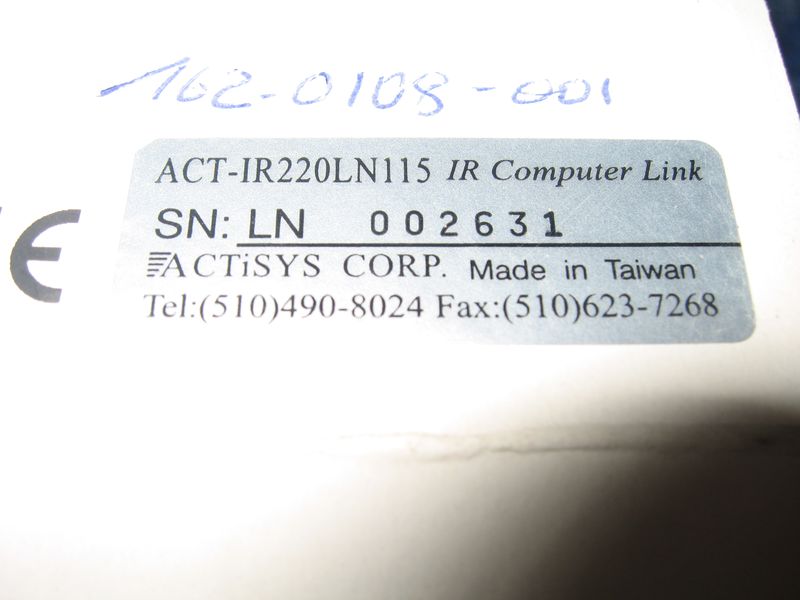 162-0108-001
ACT-IR220LN115 IR Computer Link
SN: LN 002631
ACTiSYS CORP. Made in Taiwan
Tel:(510)490-8024 Fax:(510)623-7268
CE